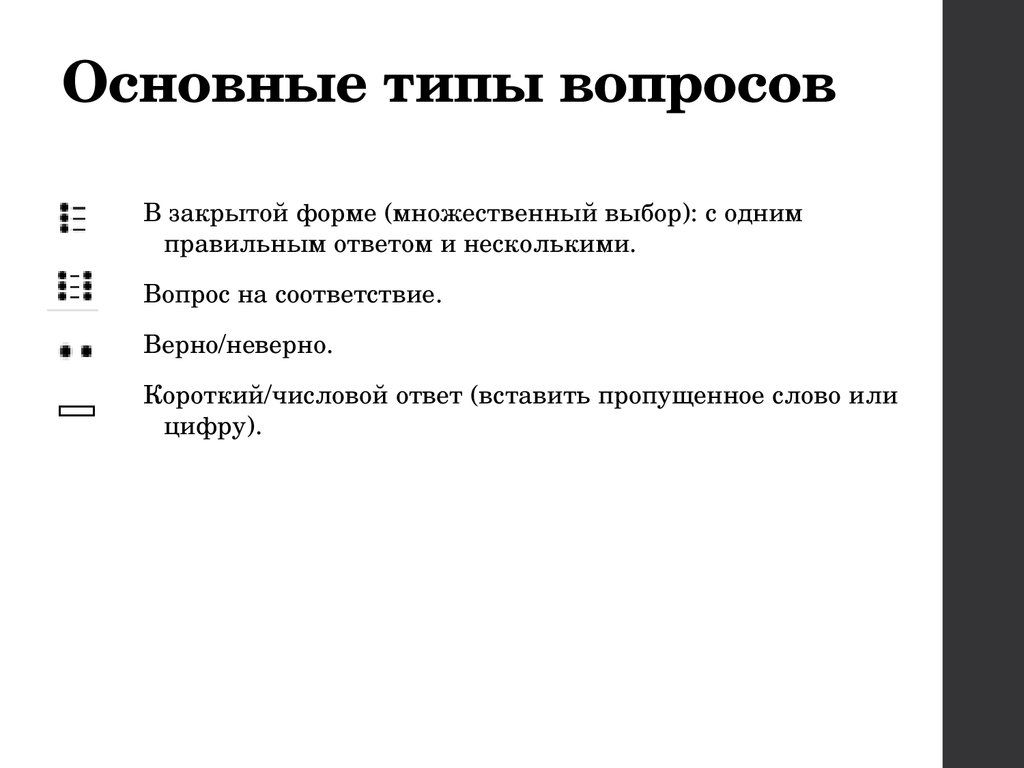 Основные типы вопросов
В закрытой форме (множественный выбор): с одним
правильным ответом и несколькими.
Вопрос на соответствие.
Верно/неверно.
Короткий/числовой ответ (вставить пропущенное слово или
цифру).